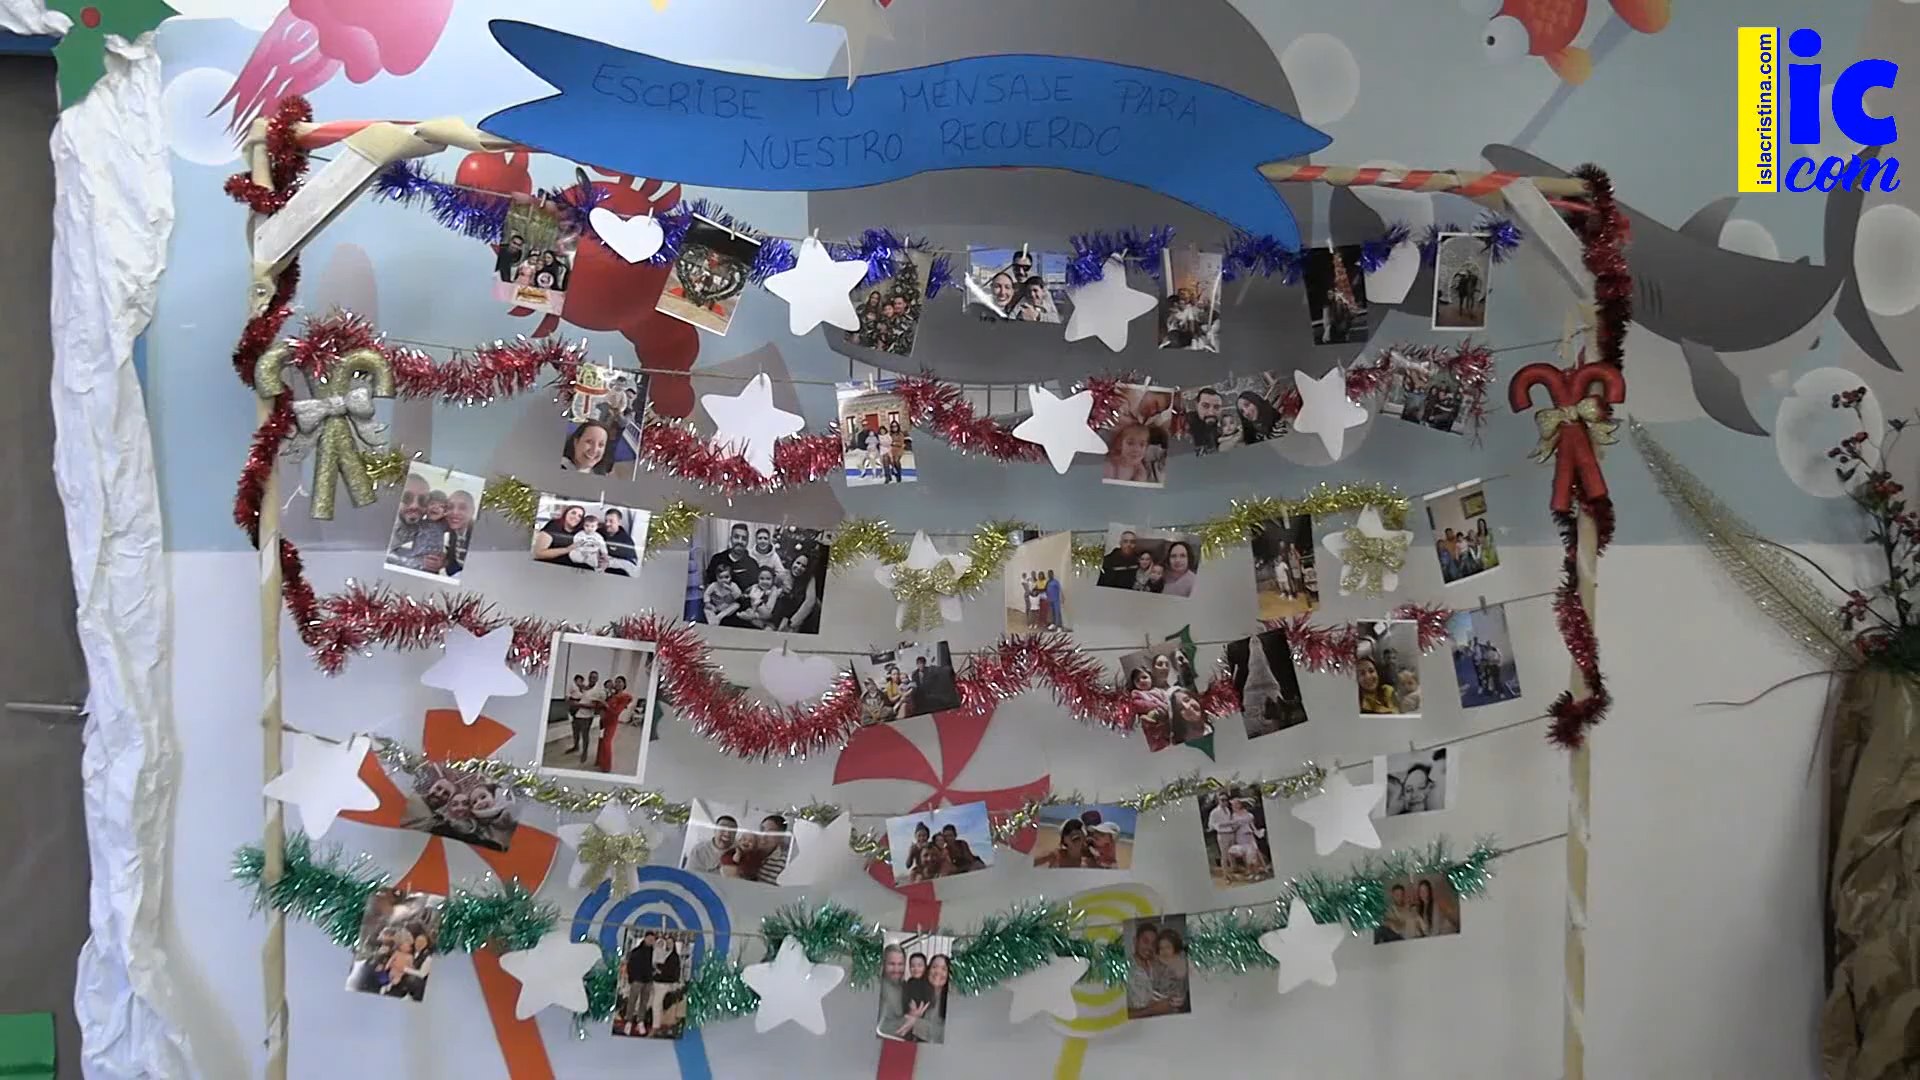 ESCRIBE TU MENSAJE PARA
NUESTRO RECUERDO
islacristina.com
ic
com